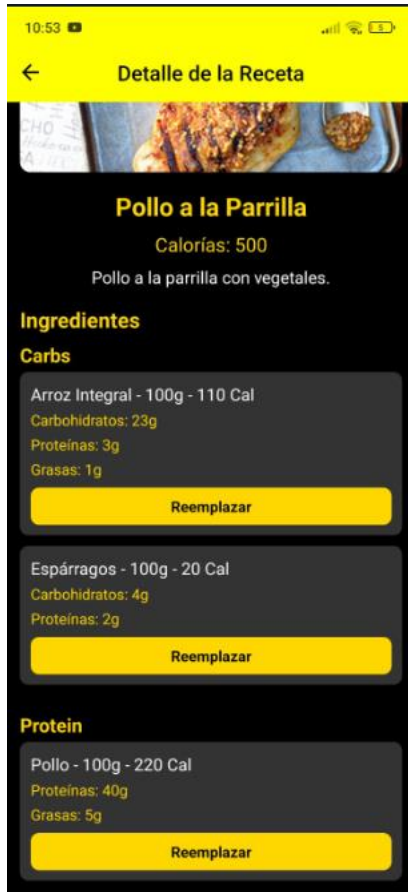 10:53
5
Detalle de la Receta
CHO
Pollo a la Parrilla
Calorías: 500
Pollo a la parrilla con vegetales.
Ingredientes
Carbs
Arroz Integral - 100g - 110 Cal
Carbohidratos: 23g
Proteínas: 3g
Grasas: 1g
Reemplazar
Espárragos - 100g - 20 Cal
Carbohidratos: 4g
Proteínas: 2g
Reemplazar
Protein
Pollo - 100g - 220 Cal
Proteínas: 40g
Grasas: 5g
Reemplazar